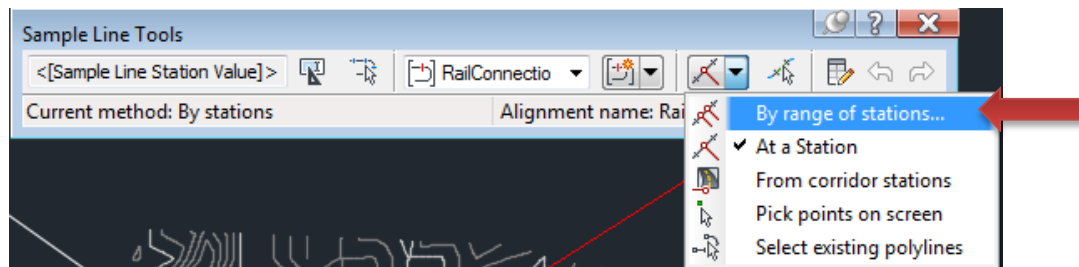 Sample Line Tools
<[Sample Line Station Value]> RailConnectio
Current method: By stations Alignment name: Rai
By range of stations...
At a Station
From corridor stations
Pick points on screen
Select existing polylines